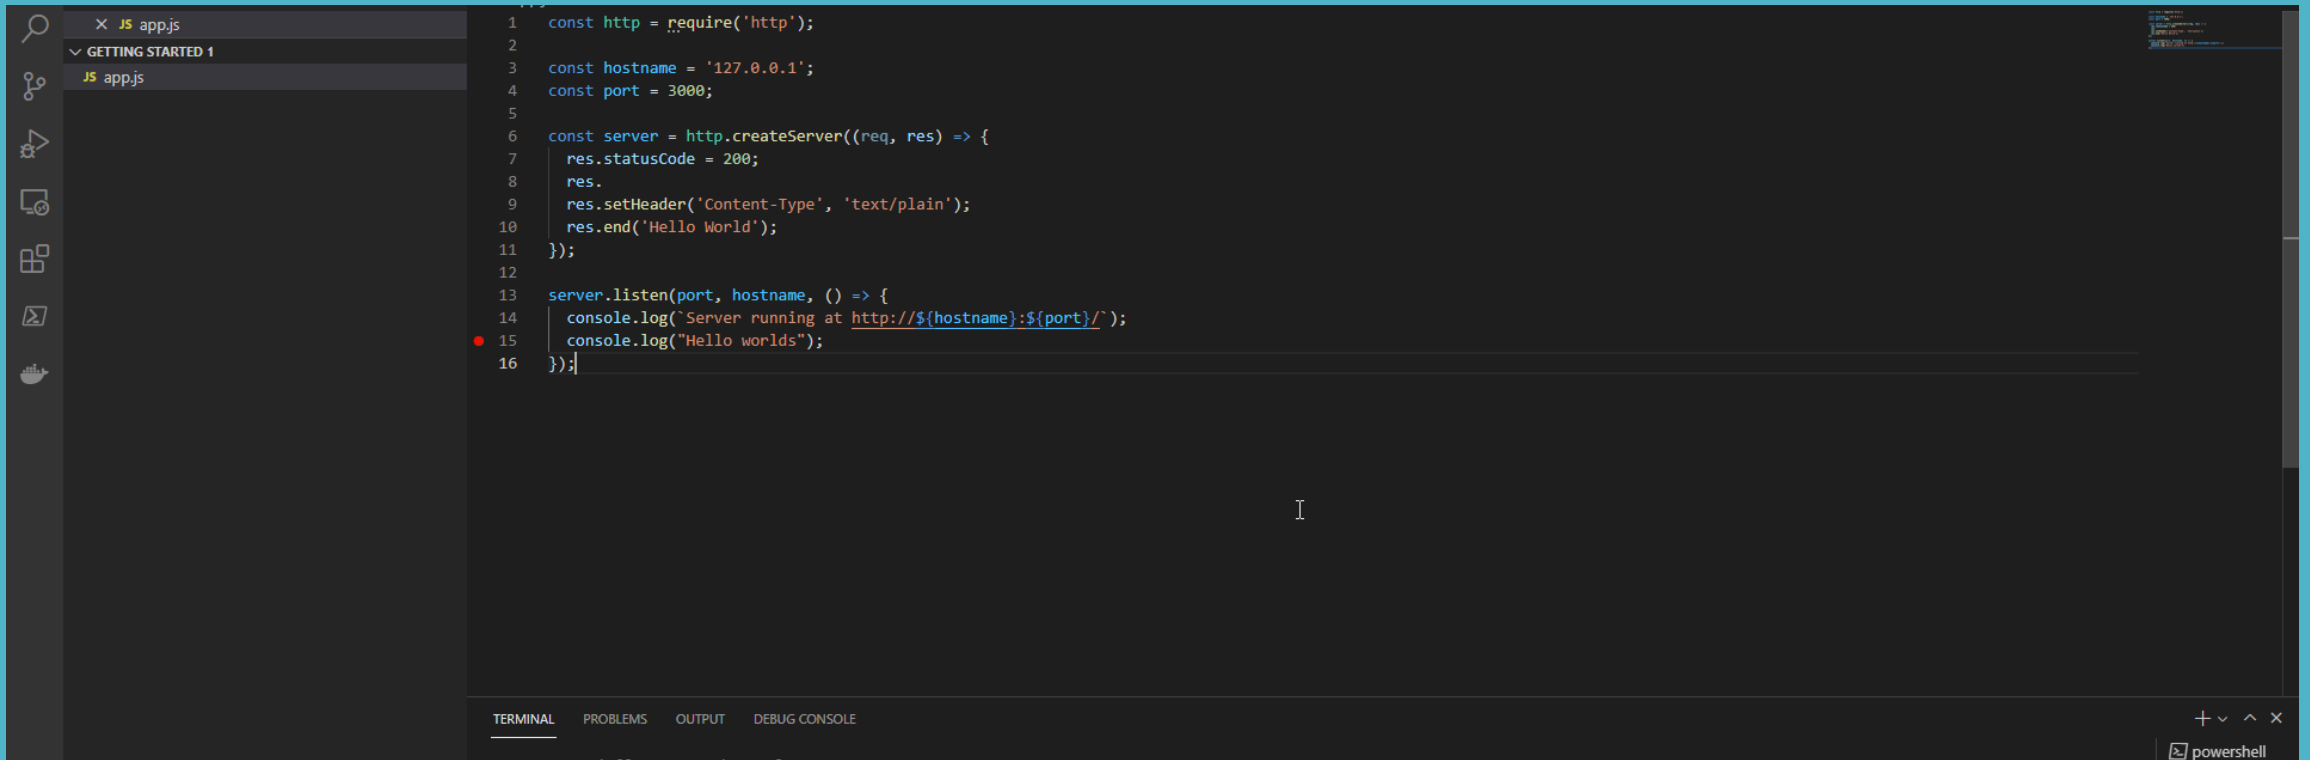 JS app.js
GETTING STARTED 1
JS app.js
1 const http = require('http');
2
3 const hostname = '127.0.0.1';
4 const port = 3000;
5
6 const server = http.createServer((req, res) => {
7 res.statusCode = 200;
8 res.
9 res.setHeader('Content-Type', 'text/plain');
10 res.end('Hello World');
11 });
12
13 server.listen(port, hostname, () => {
14 console.log(`Server running at http://${hostname}:${port}/`);
15 console.log("Hello worlds");
16 });
TERMINAL PROBLEMS OUTPUT DEBUG CONSOLE
powershell